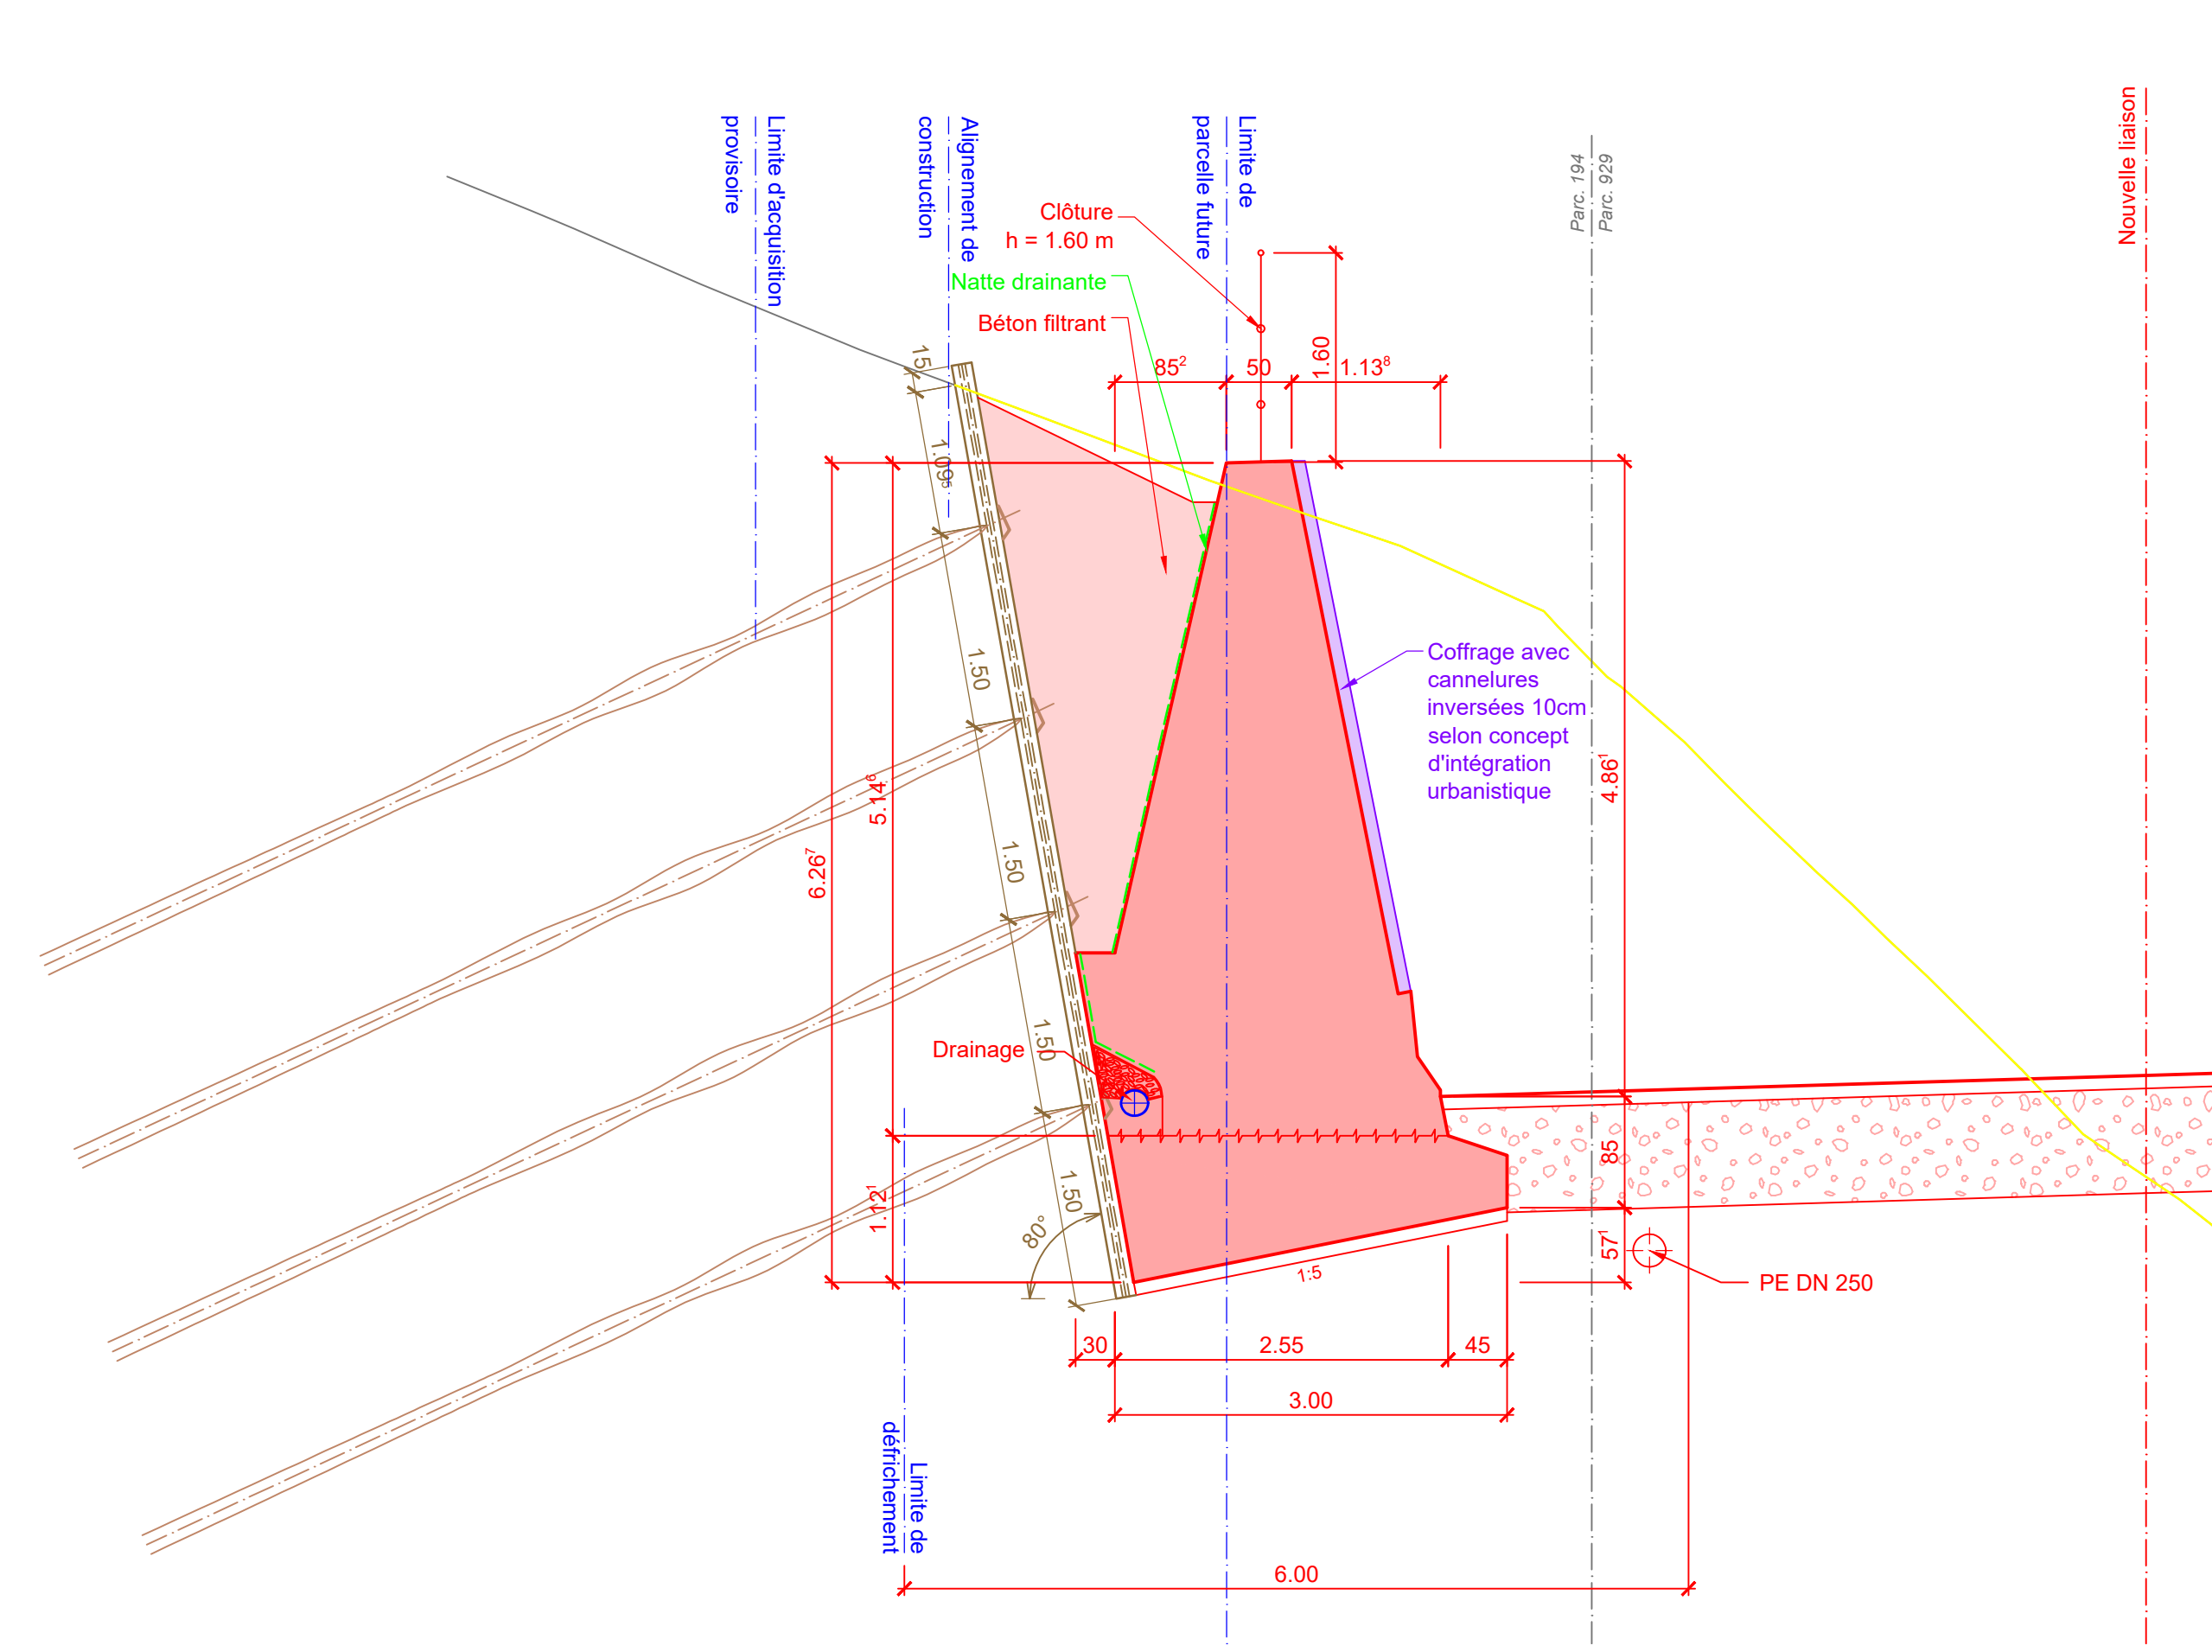 Limite d'acquisition
provisoire
Alignement de
construction
Limite de
parcelle future
Parc. 194
Parc. 929
Nouvelle liaison
Clôture
h = 1.60 m
Natte drainante
Béton filtrant
85²
50
1.60
1.13⁸
15
1.09⁵
1.50
1.50
1.50
1.50
80°
5.14⁶
6.26⁷
1.12¹
Coffrage avec
cannelures
inversées 10cm
selon concept
d'intégration
urbanistique
4.86¹
85
57¹
Drainage
1:5
PE DN 250
30
2.55
45
3.00
Limite de
défrichement
6.00